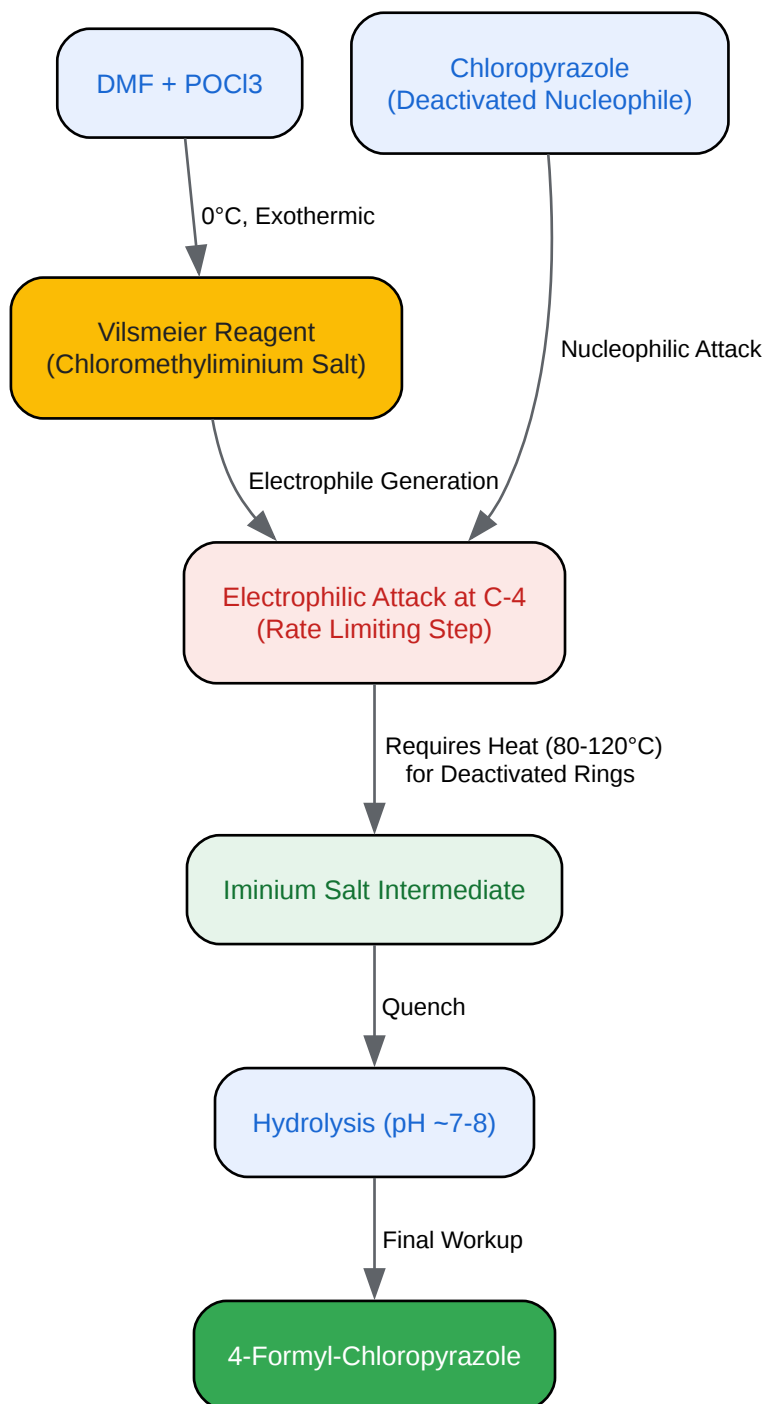 DMF + POCl3
Chloropyrazole
(Deactivated Nucleophile)
0°C, Exothermic
Vilsmeier Reagent
(Chloromethyliminium Salt)
Nucleophilic Attack
Electrophile Generation
Electrophilic Attack at C-4
(Rate Limiting Step)
Requires Heat (80-120°C)
for Deactivated Rings
Iminium Salt Intermediate
Quench
Hydrolysis (pH ~7-8)
Final Workup
4-Formyl-Chloropyrazole